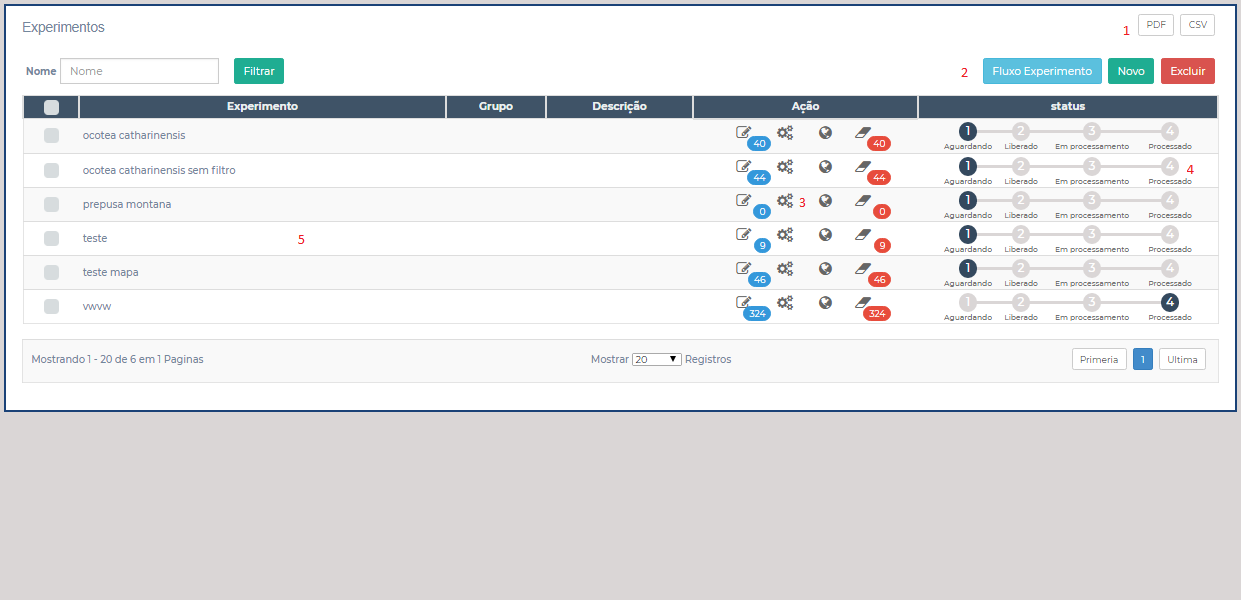 Experimentos 1 PDF CSV
Nome Nome Filtrar 2 Fluxo Experimento Novo Excluir
Experimento Grupo Descrição Ação status
ocotea catharinensis 40 40 1 2 3 4
Aguardando Liberado Em processamento Processado
ocotea catharinensis sem filtro 44 44 1 2 3 4 4
Aguardando Liberado Em processamento Processado
prepusa montana 0 3 0 1 2 3 4
Aguardando Liberado Em processamento Processado
teste 5 9 9 1 2 3 4
Aguardando Liberado Em processamento Processado
teste mapa 46 46 1 2 3 4
Aguardando Liberado Em processamento Processado
vwvw 324 324 1 2 3 4
Aguardando Liberado Em processamento Processado
Mostrando 1 - 20 de 6 em 1 Paginas Mostrar 20 Registros Primeria 1 Ultima